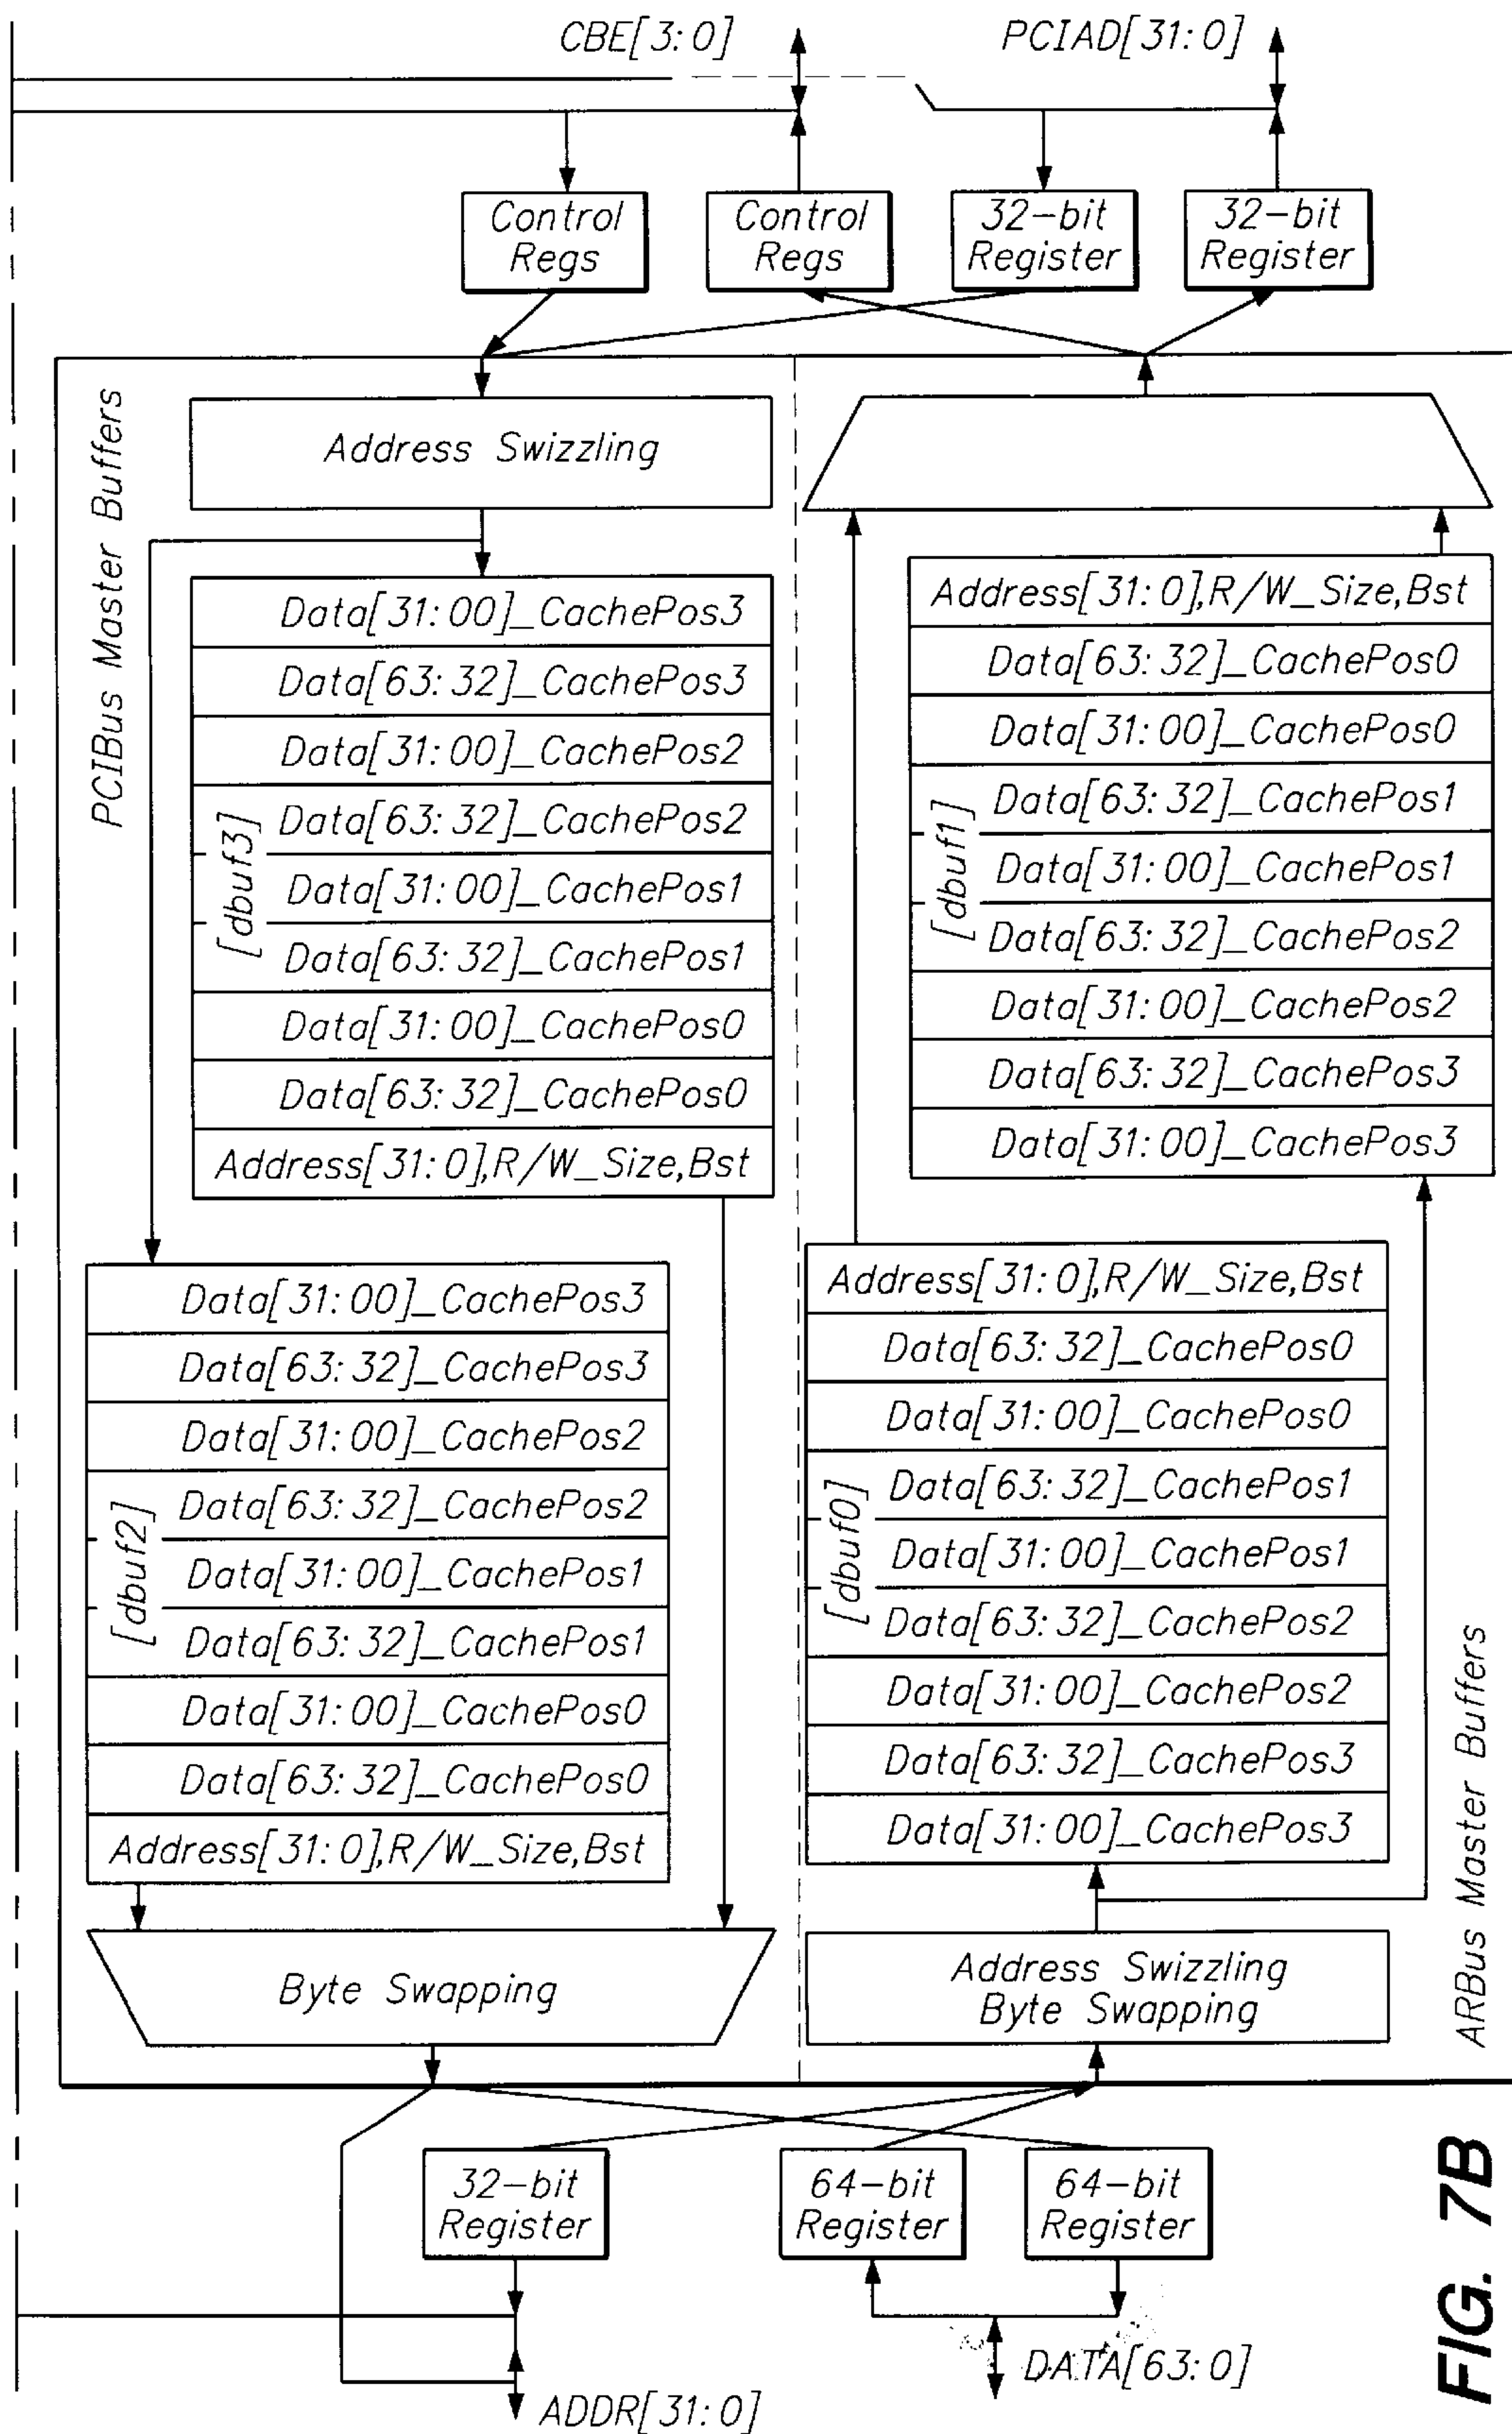 CBE[3:0]
PCIAD[31:0]
Control
Regs
Control
Regs
32-bit
Register
32-bit
Register
PCIBus Master Buffers
Address Swizzling
Data[31:00]_CachePos3
Data[63:32]_CachePos3
Data[31:00]_CachePos2
Data[63:32]_CachePos2
Data[31:00]_CachePos1
Data[63:32]_CachePos1
Data[31:00]_CachePos0
Data[63:32]_CachePos0
Address[31:0],R/W_Size,Bst
[dbuf3]
Address[31:0],R/W_Size,Bst
Data[63:32]_CachePos0
Data[31:00]_CachePos0
Data[63:32]_CachePos1
Data[31:00]_CachePos1
Data[63:32]_CachePos2
Data[31:00]_CachePos2
Data[63:32]_CachePos3
Data[31:00]_CachePos3
[dbuf1]
Data[31:00]_CachePos3
Data[63:32]_CachePos3
Data[31:00]_CachePos2
Data[63:32]_CachePos2
Data[31:00]_CachePos1
Data[63:32]_CachePos1
Data[31:00]_CachePos0
Data[63:32]_CachePos0
Address[31:0],R/W_Size,Bst
[dbuf2]
Address[31:0],R/W_Size,Bst
Data[63:32]_CachePos0
Data[31:00]_CachePos0
Data[63:32]_CachePos1
Data[31:00]_CachePos1
Data[63:32]_CachePos2
Data[31:00]_CachePos2
Data[63:32]_CachePos3
Data[31:00]_CachePos3
[dbuf0]
Byte Swapping
Address Swizzling
Byte Swapping
ARBus Master Buffers
32-bit
Register
64-bit
Register
64-bit
Register
ADDR[31:0]
DATA[63:0]
FIG. 7B